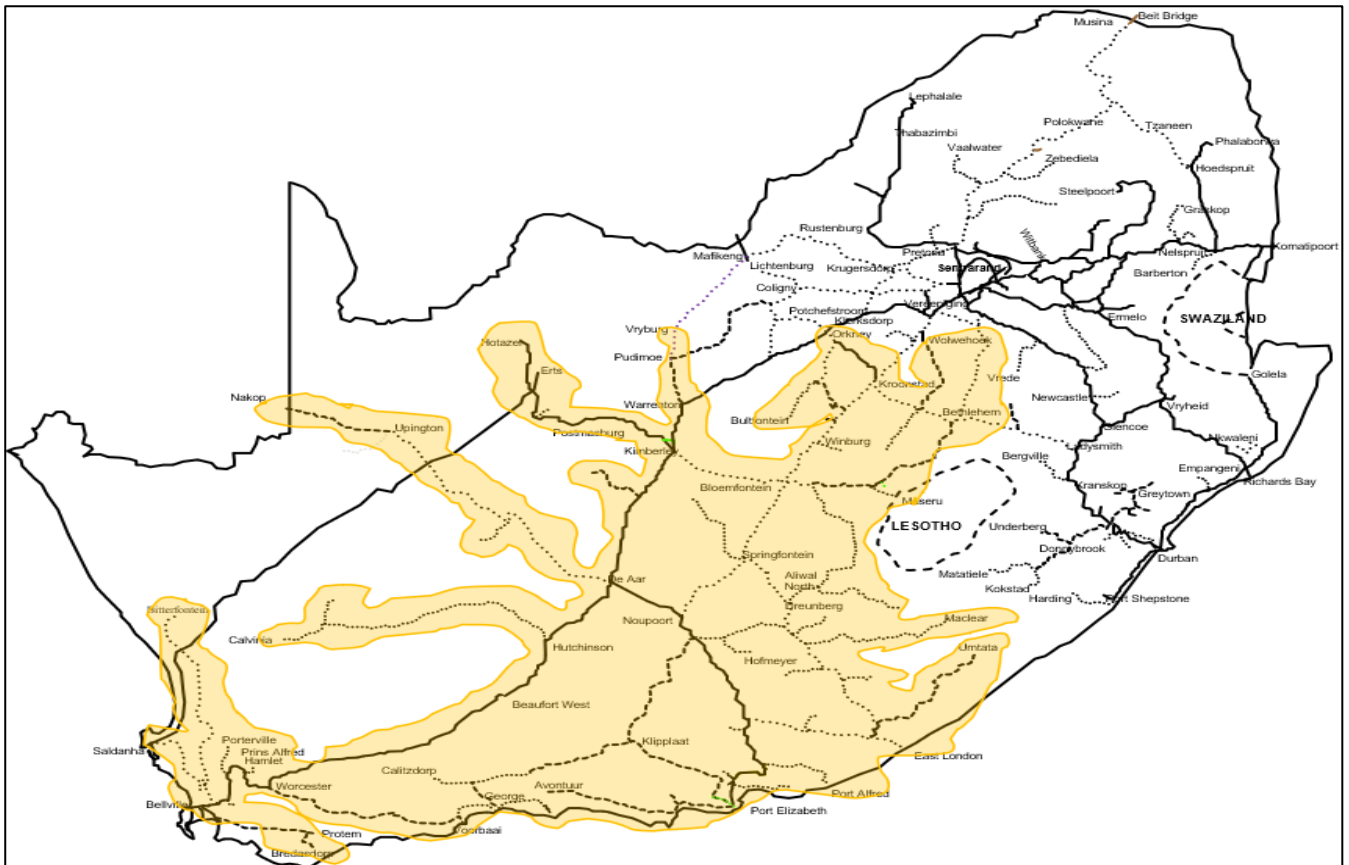 Beit Bridge
Musina
Lephalale
Polokwane
Tzaneen
Thabazimbi
Vaalwater
Phalaborwa
Zebediela
Hoedspruit
Steelpoort
Graskop
Rustenburg
Witbank
Komatipoort
Mafikeng
Pretoria
Nelspruit
Lichtenburg
Krugersdorp
Sentrarand
Barberton
Coligny
Vereeniging
Potchefstroom
Ermelo
SWAZILAND
Klerksdorp
Vryburg
Orkney
Hotazel
Wolwehoek
Pudimoe
Erts
Golela
Vrede
Kroonstad
Nakop
Newcastle
Warrenton
Vryheid
Bethlehem
Bultfontein
Upington
Glencoe
Postmasburg
Winburg
Nkwaleni
Ladysmith
Kimberley
Bergville
Empangeni
Richards Bay
Bloemfontein
Kranskop
Greytown
Maseru
LESOTHO
Underberg
Donnybrook
Springfontein
Durban
De Aar
Aliwal
North
Matatiele
Kokstad
Harding
Port Shepstone
Bitterfontein
Dreunberg
Noupoort
Maclear
Calvinia
Hutchinson
Umtata
Hofmeyer
Beaufort West
Porterville
Klipplaat
Saldanha
Prins Alfred
Hamlet
East London
Calitzdorp
Worcester
Avontuur
Port Alfred
George
Bellville
Port Elizabeth
Protem
Voorbaai
Bredasdorp